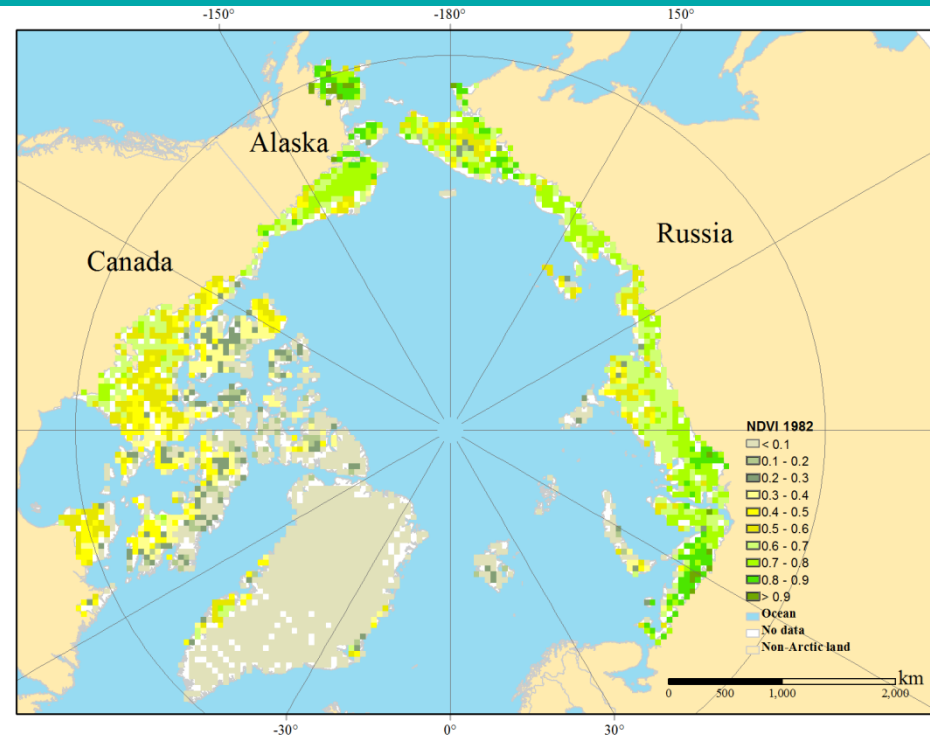 -150°
-180°
150°
Alaska
Russia
Canada
NDVI 1982
< 0.1
0.1 - 0.2
0.2 - 0.3
0.3 - 0.4
0.4 - 0.5
0.5 - 0.6
0.6 - 0.7
0.7 - 0.8
0.8 - 0.9
> 0.9
Ocean
No data
Non-Arctic land
km
0 500 1,000 2,000
-30°
0°
30°